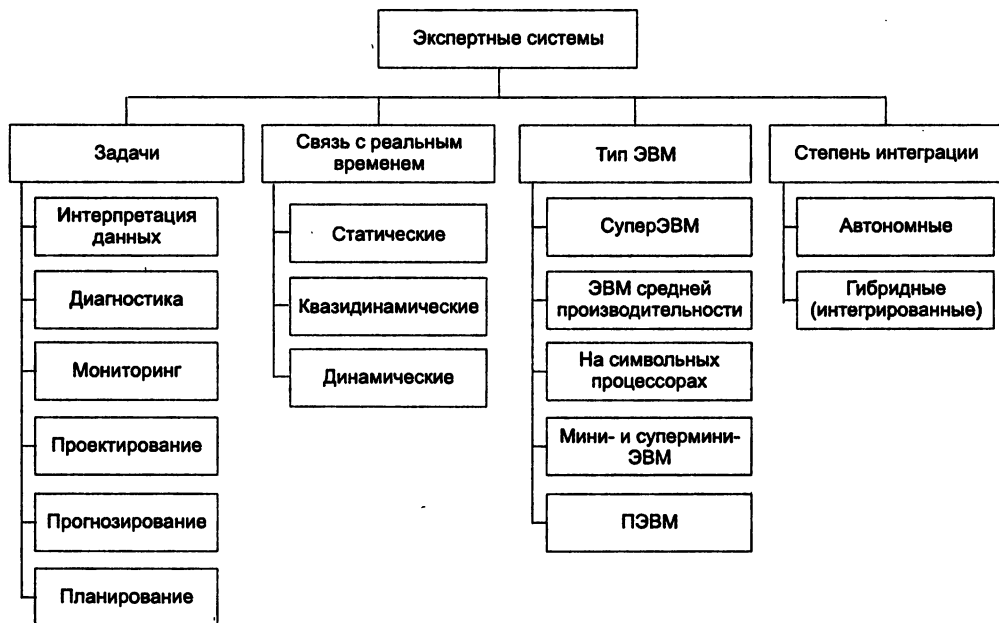 Экспертные системы
Задачи
Связь с реальным
временем
Тип ЭВМ
Степень интеграции
Интерпретация
данных
Диагностика
Мониторинг
Проектирование
Прогнозирование
Планирование
Статические
Квазидинамические
Динамические
СуперЭВМ
ЭВМ средней
производительности
На символьных
процессорах
Мини- и супермини-
ЭВМ
ПЭВМ
Автономные
Гибридные
(интегрированные)